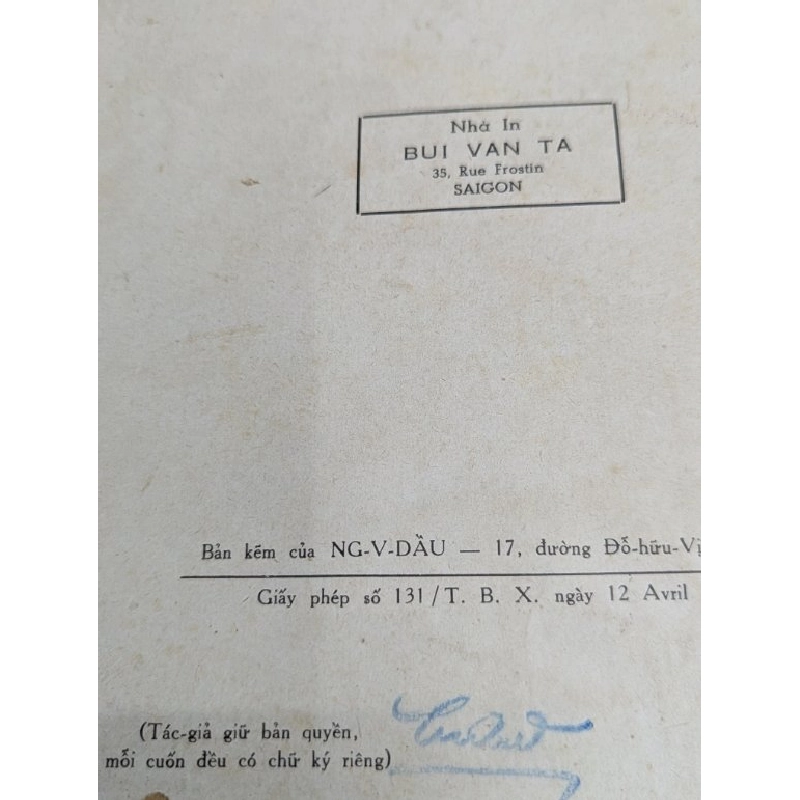 Nhà In
BUI VAN TA
35, Rue Frostin
SAIGON
Bản kẽm của NG-V-DẦU — 17, đường Đỗ-hữu-Vị
Giấy phép số 131/T. B. X. ngày 12 Avril
(Tác-giả giữ bản quyền,
mỗi cuốn đều có chữ ký riêng)